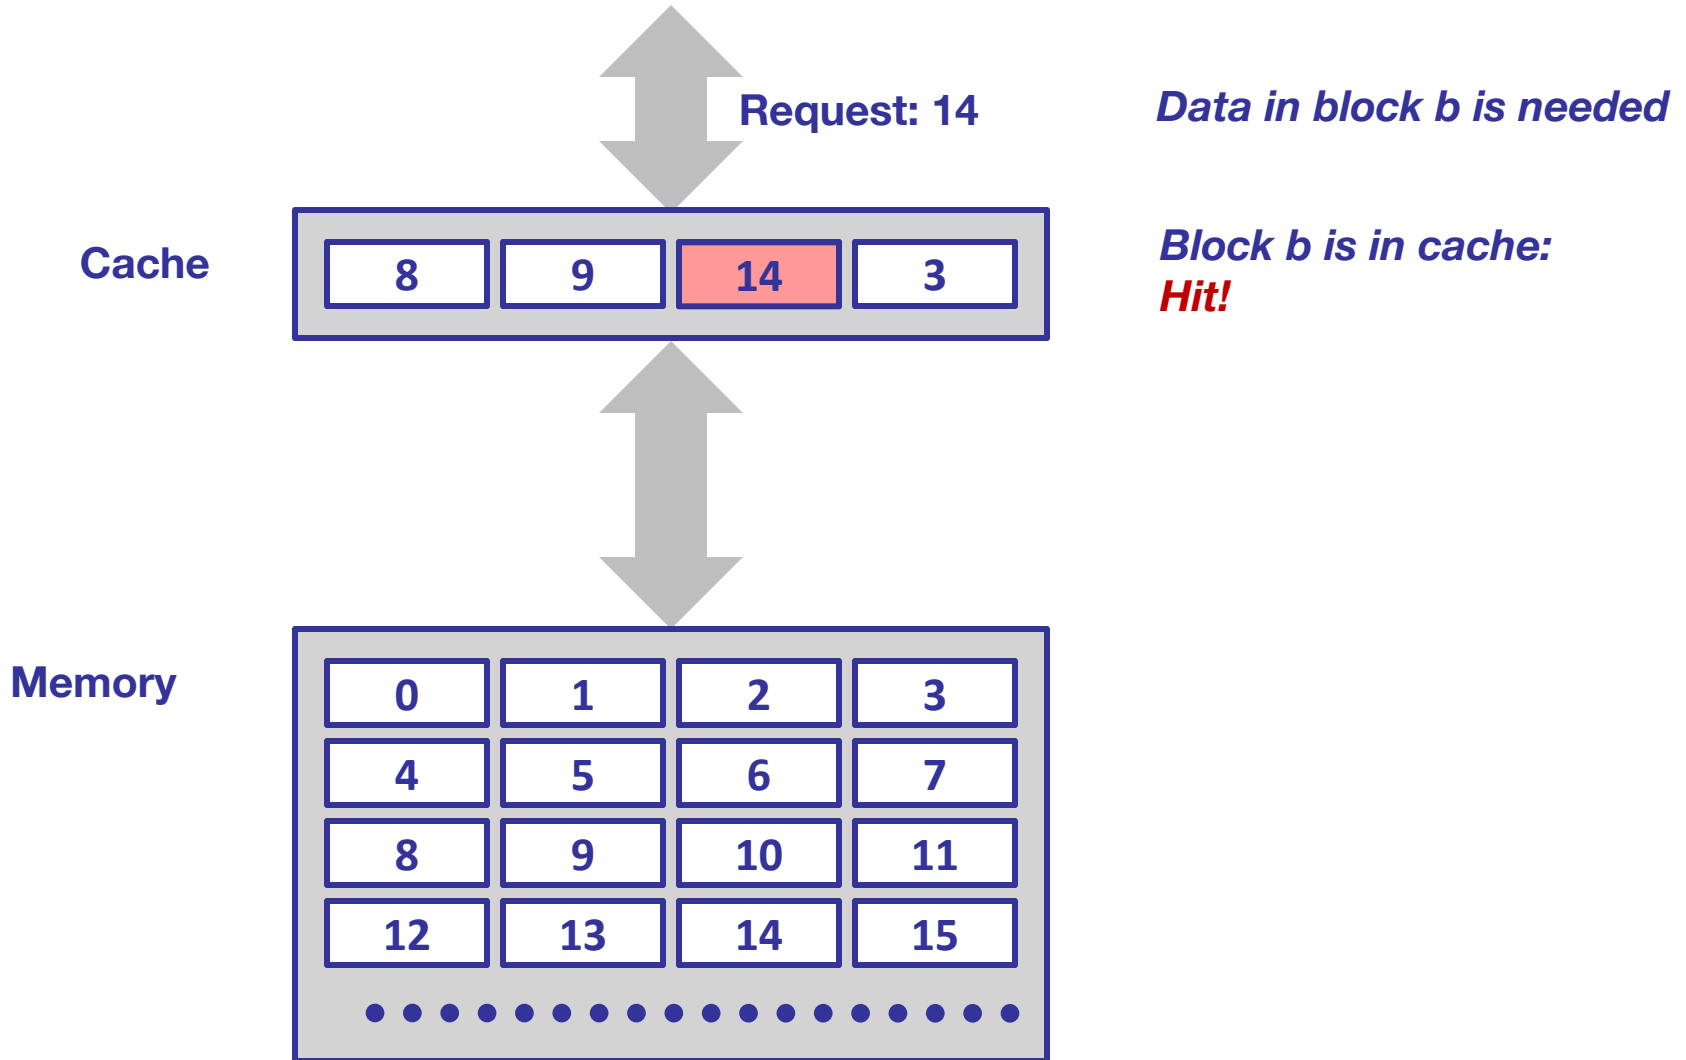 Request: 14
Data in block b is needed
Cache
8 9 14 3
Block b is in cache:
Hit!
Memory
0 1 2 3
4 5 6 7
8 9 10 11
12 13 14 15